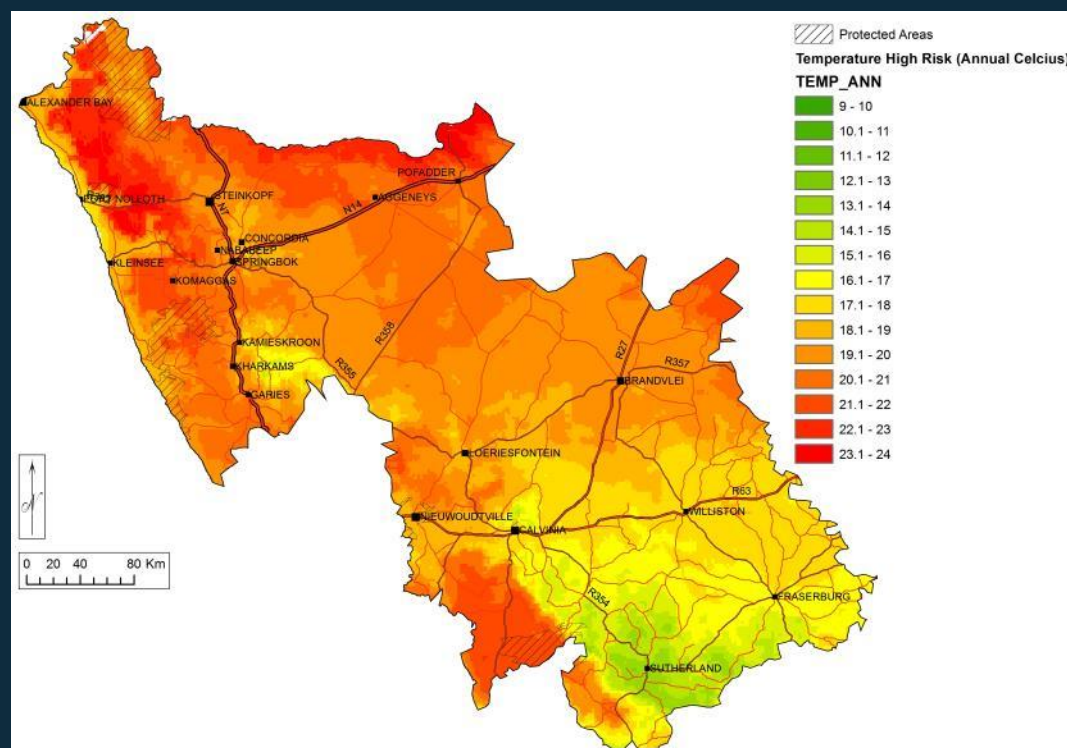 Protected Areas
Temperature High Risk (Annual Celcius)
TEMP_ANN
9 - 10
10.1 - 11
11.1 - 12
12.1 - 13
13.1 - 14
14.1 - 15
15.1 - 16
16.1 - 17
17.1 - 18
18.1 - 19
19.1 - 20
20.1 - 21
21.1 - 22
22.1 - 23
23.1 - 24
ALEXANDER BAY
POFADDER
PORT NOLLOTH
STEINKOPF
AGGENEYS
N7
N14
CONCORDIA
NABABEEP
SPRINGBOK
KLEINSEE
KOMAGGAS
KAMIESKROON
R358
R27
KHARKAMS
R355
R357
BRANDVLEI
GARIES
LOERIESFONTEIN
R63
NIEUWOUDTVILLE
WILLISTON
CALVINIA
N
0 20 40 80 Km
R354
FRASERBURG
SUTHERLAND